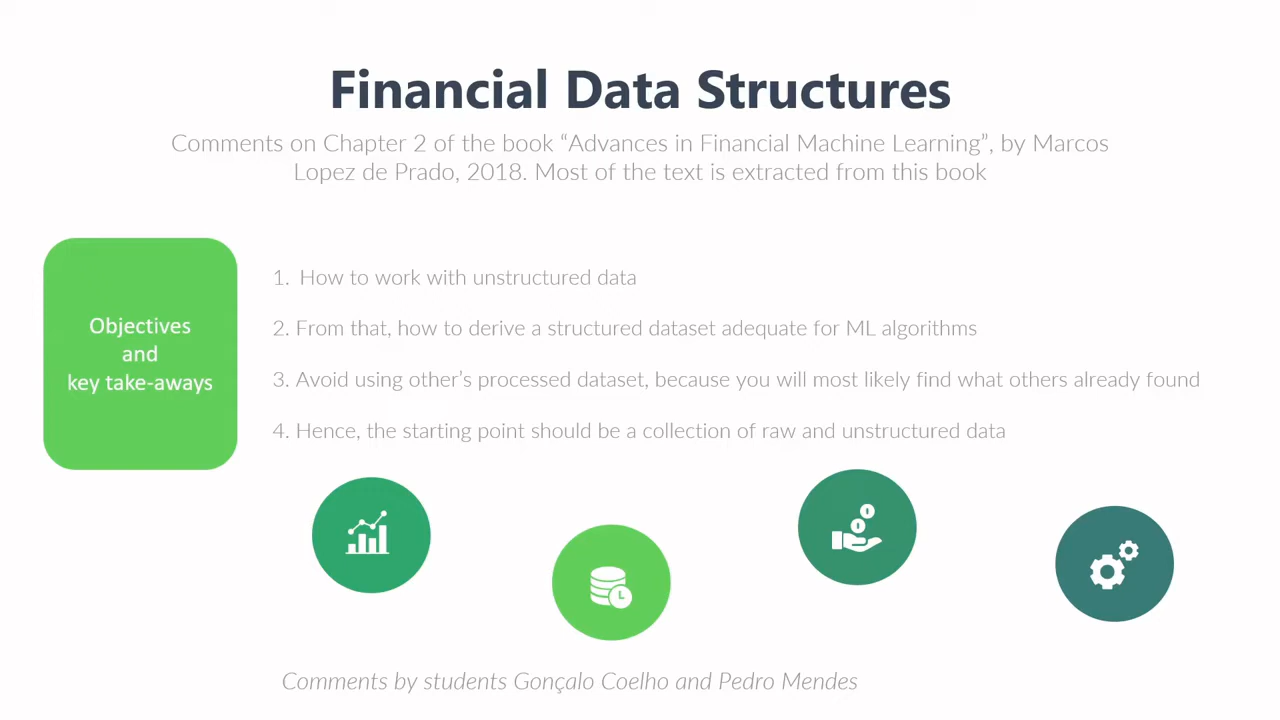 Financial Data Structures
Comments on Chapter 2 of the book “Advances in Financial Machine Learning”, by Marcos
Lopez de Prado, 2018. Most of the text is extracted from this book
Objectives
and
key take-aways
1. How to work with unstructured data
2. From that, how to derive a structured dataset adequate for ML algorithms
3. Avoid using other’s processed dataset, because you will most likely find what others already found
4. Hence, the starting point should be a collection of raw and unstructured data
Comments by students Gonçalo Coelho and Pedro Mendes